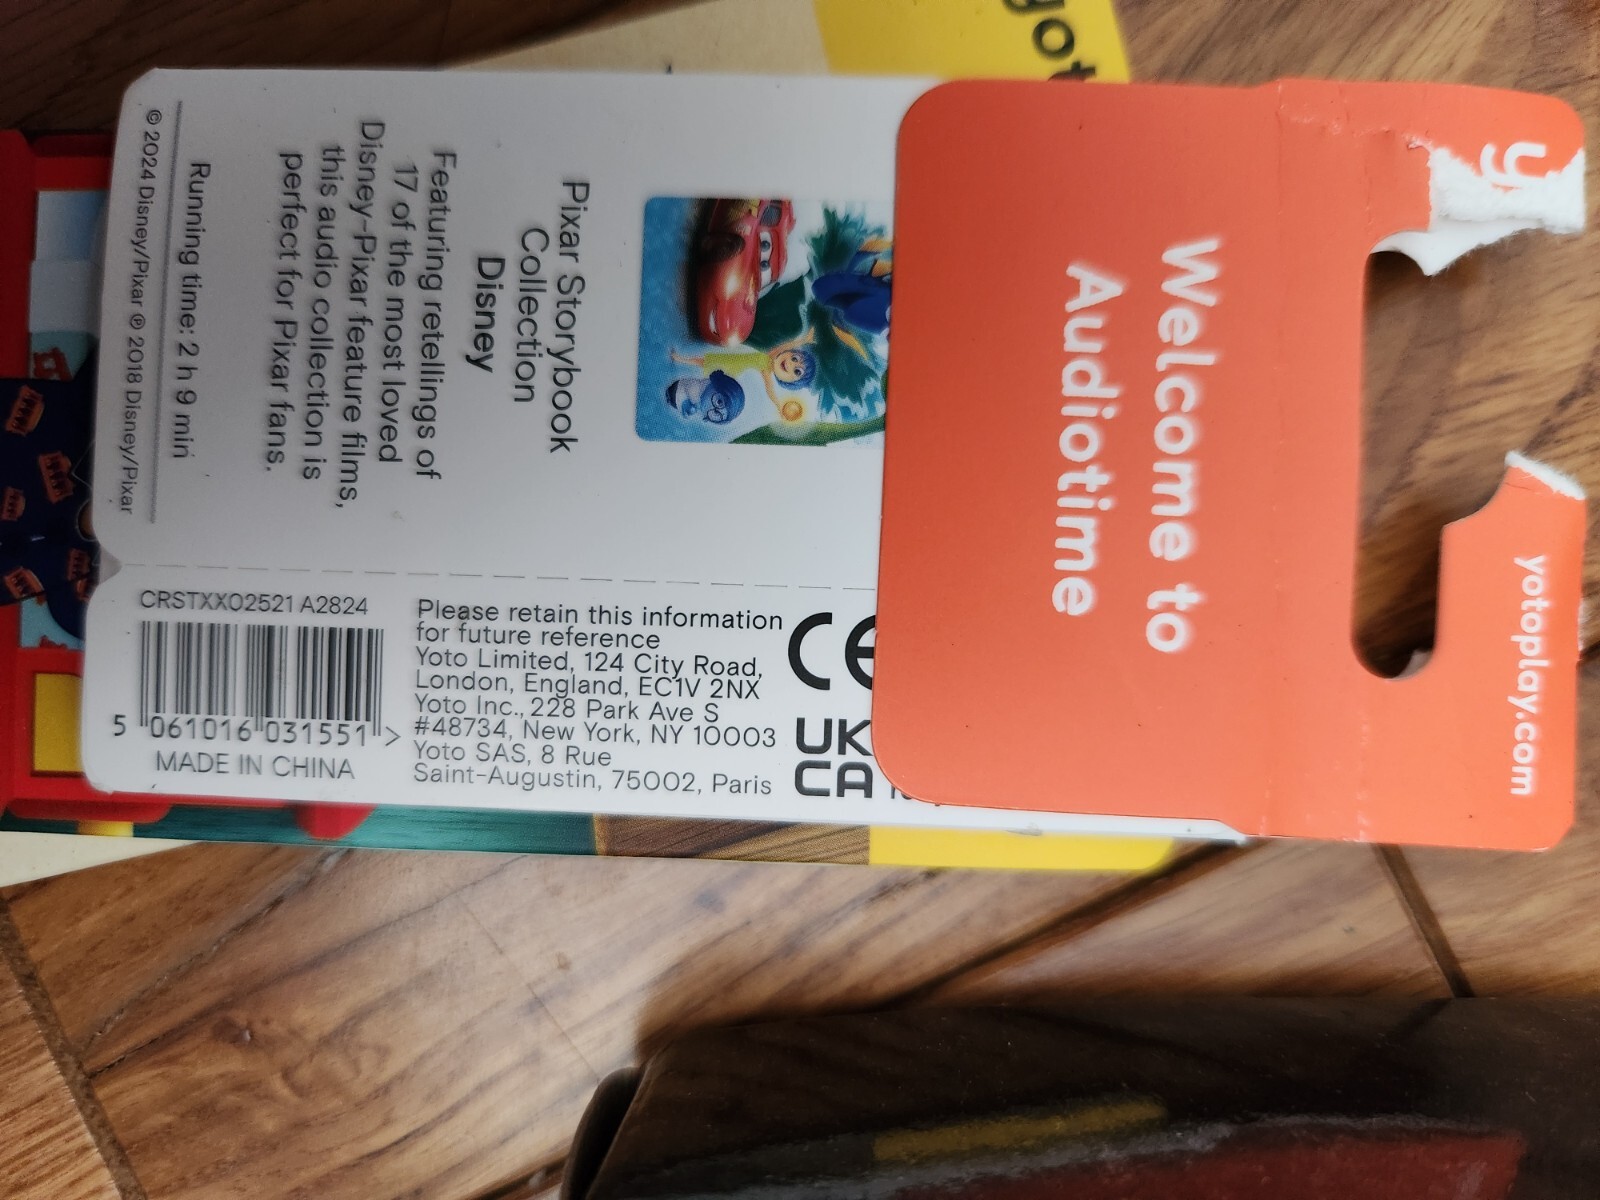 yot
y
yotoplay.com
Welcome to
Audiotime
Pixar Storybook
Collection
Disney
Featuring retellings of
17 of the most loved
Disney-Pixar feature films,
this audio collection is
perfect for Pixar fans.
Running time: 2 h 9 min
© 2024 Disney/Pixar ℗ 2018 Disney/Pixar
CRSTXX02521 A2824
5 061016 031551 >
MADE IN CHINA
Please retain this information
for future reference
Yoto Limited, 124 City Road,
London, England, EC1V 2NX
Yoto Inc., 228 Park Ave S
#48734, New York, NY 10003
Yoto SAS, 8 Rue
Saint-Augustin, 75002, Paris
CE
UK
CA